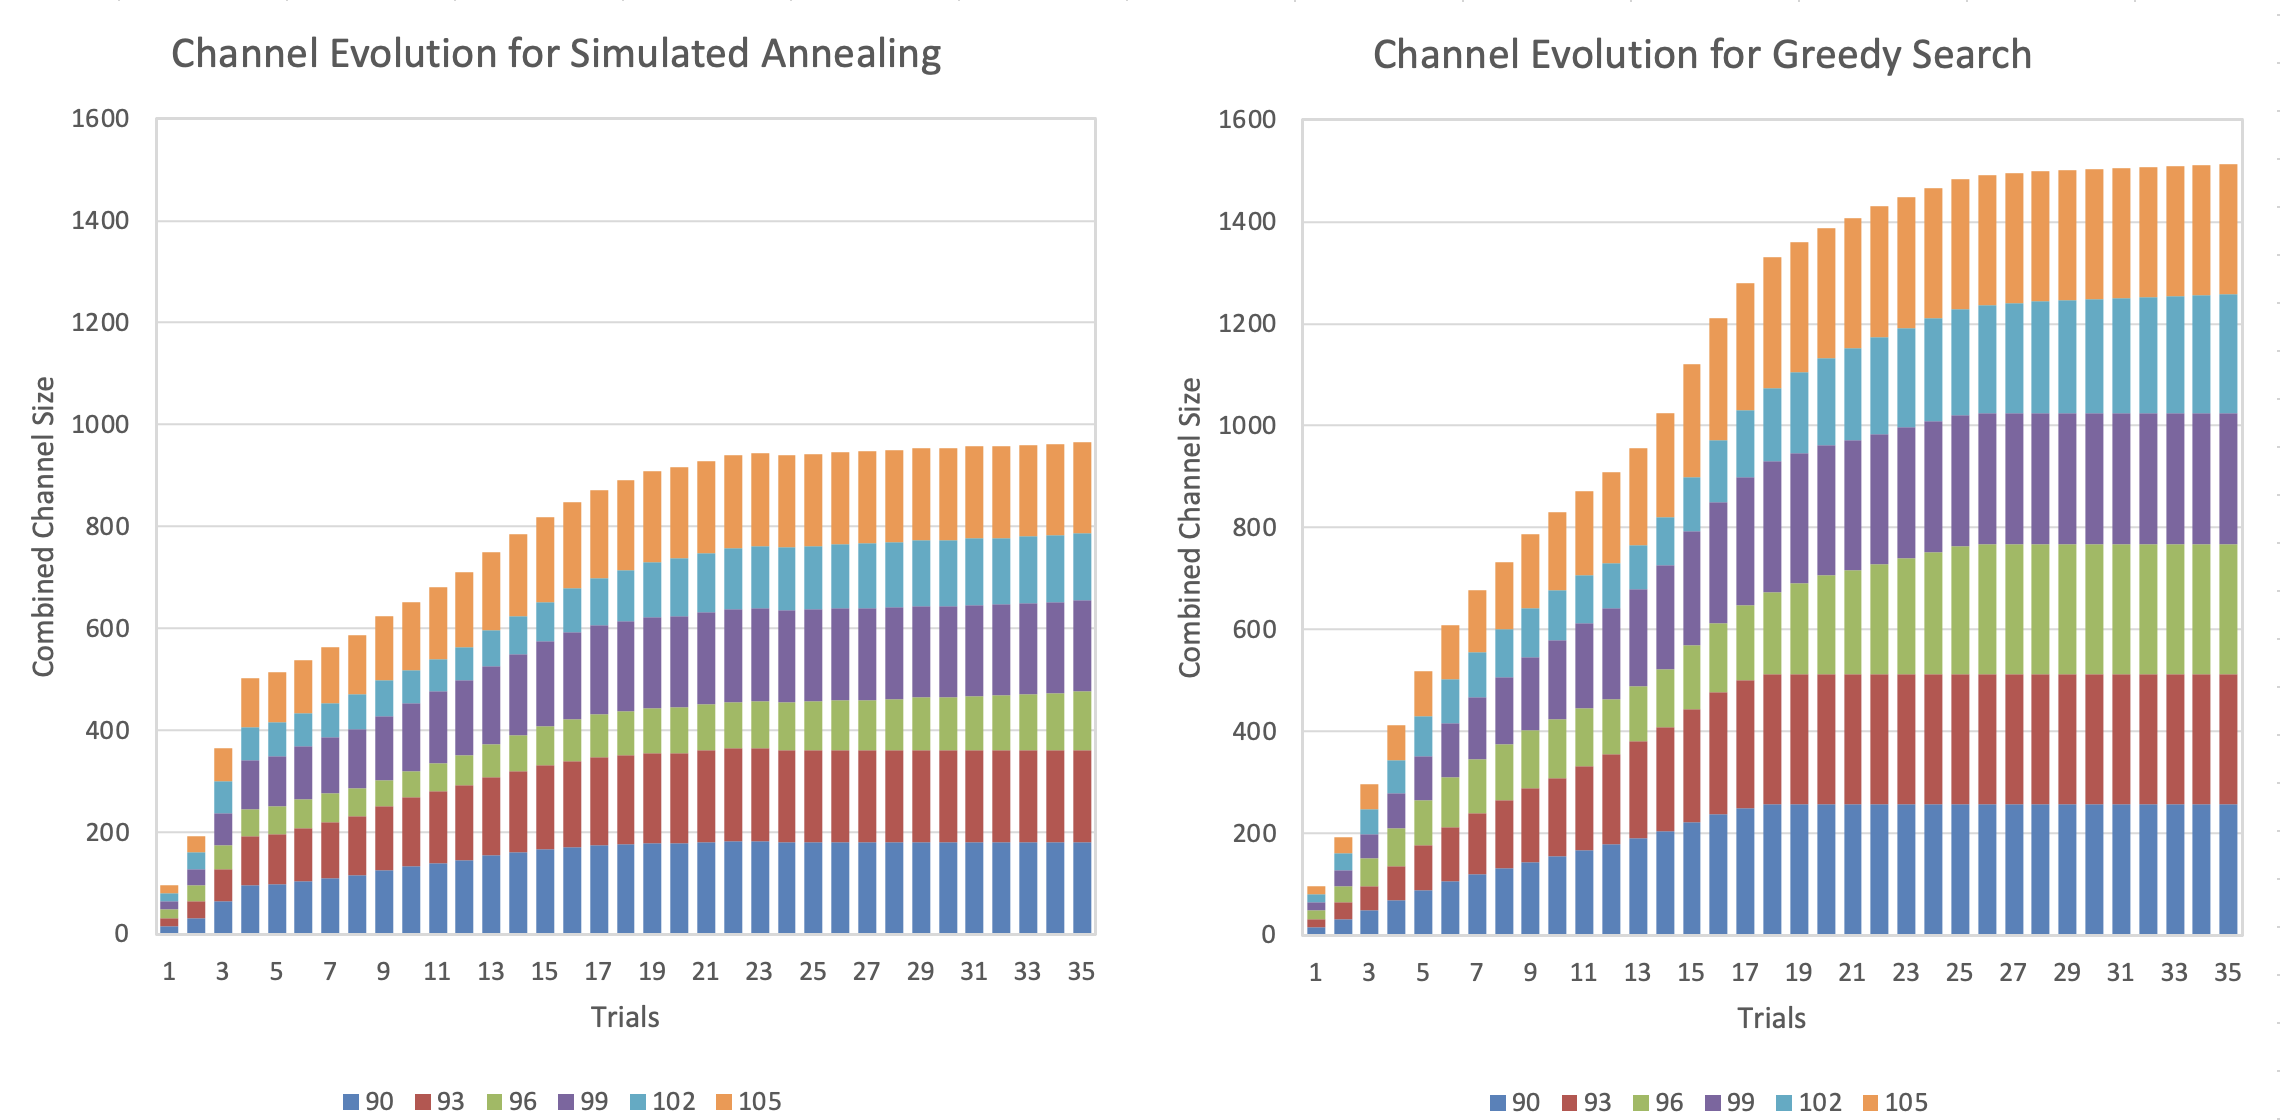 Channel Evolution for Simulated Annealing
1600
1400
1200
1000
800
600
400
200
0
Combined Channel Size
1 3 5 7 9 11 13 15 17 19 21 23 25 27 29 31 33 35
Trials
90 93 96 99 102 105
Channel Evolution for Greedy Search
1600
1400
1200
1000
800
600
400
200
0
Combined Channel Size
1 3 5 7 9 11 13 15 17 19 21 23 25 27 29 31 33 35
Trials
90 93 96 99 102 105